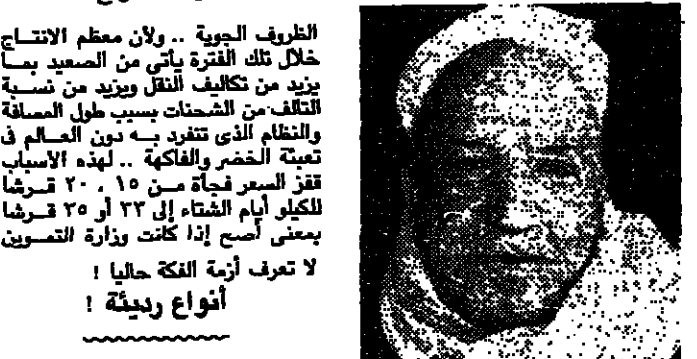 الظروف الجوية .. ولأن معظم الانتاج
خلال تلك الفترة يأتى من الصعيد بما
يزيد من تكاليف النقل ويزيد من نسبة
التالف من الشحنات بسبب طول المسافة
والنظام الذى تتفرد به دون العالم فى
تعبئة الخضر والفاكهة .. لهذه الأسباب
قفز السعر فجأة من ١٥ ، ٢٠ قرشا
للكيلو أيام الشتاء إلى ٣٣ أو ٣٥ قرشا
بمعنى أصح إذا كانت وزارة التموين
لا تعرف أزمة الفكة حاليا !
أنواع رديئة !